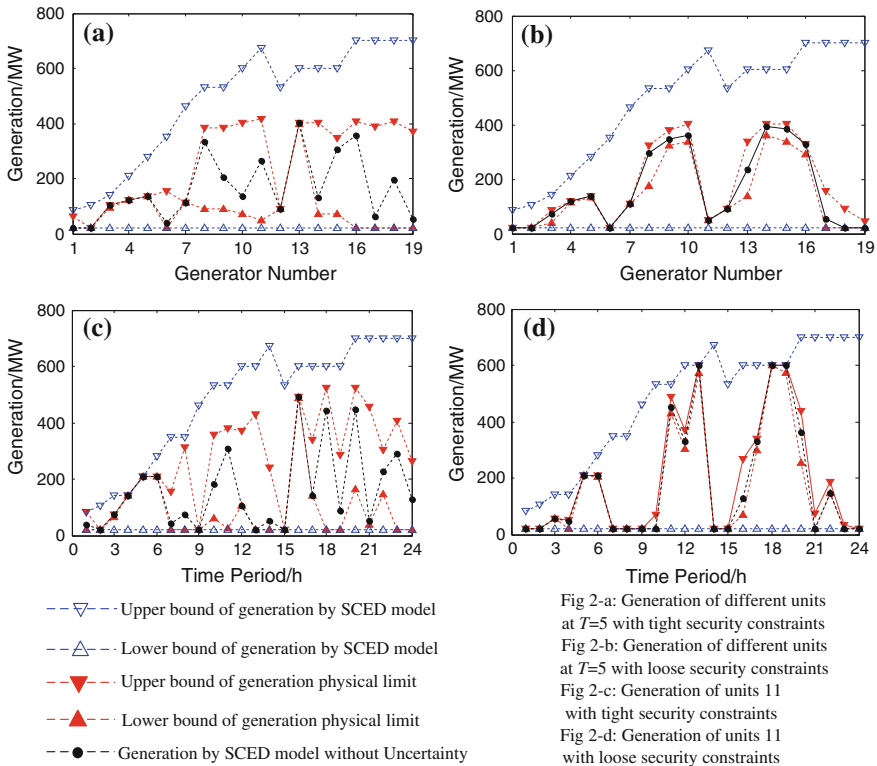 (a)
800
600
400
200
0
Generation/MW
1 4 7 10 13 16 19
Generator Number
(b)
800
600
400
200
0
Generation/MW
1 4 7 10 13 16 19
Generator Number
(c)
800
600
400
200
0
Generation/MW
0 3 6 9 12 15 18 21 24
Time Period/h
(d)
800
600
400
200
0
Generation/MW
0 3 6 9 12 15 18 21 24
Time Period/h
Upper bound of generation by SCED model
Lower bound of generation by SCED model
Upper bound of generation physical limit
Lower bound of generation physical limit
Generation by SCED model without Uncertainty
Fig 2-a: Generation of different units
at T=5 with tight security constraints
Fig 2-b: Generation of different units
at T=5 with loose security constraints
Fig 2-c: Generation of units 11
with tight security constraints
Fig 2-d: Generation of units 11
with loose security constraints